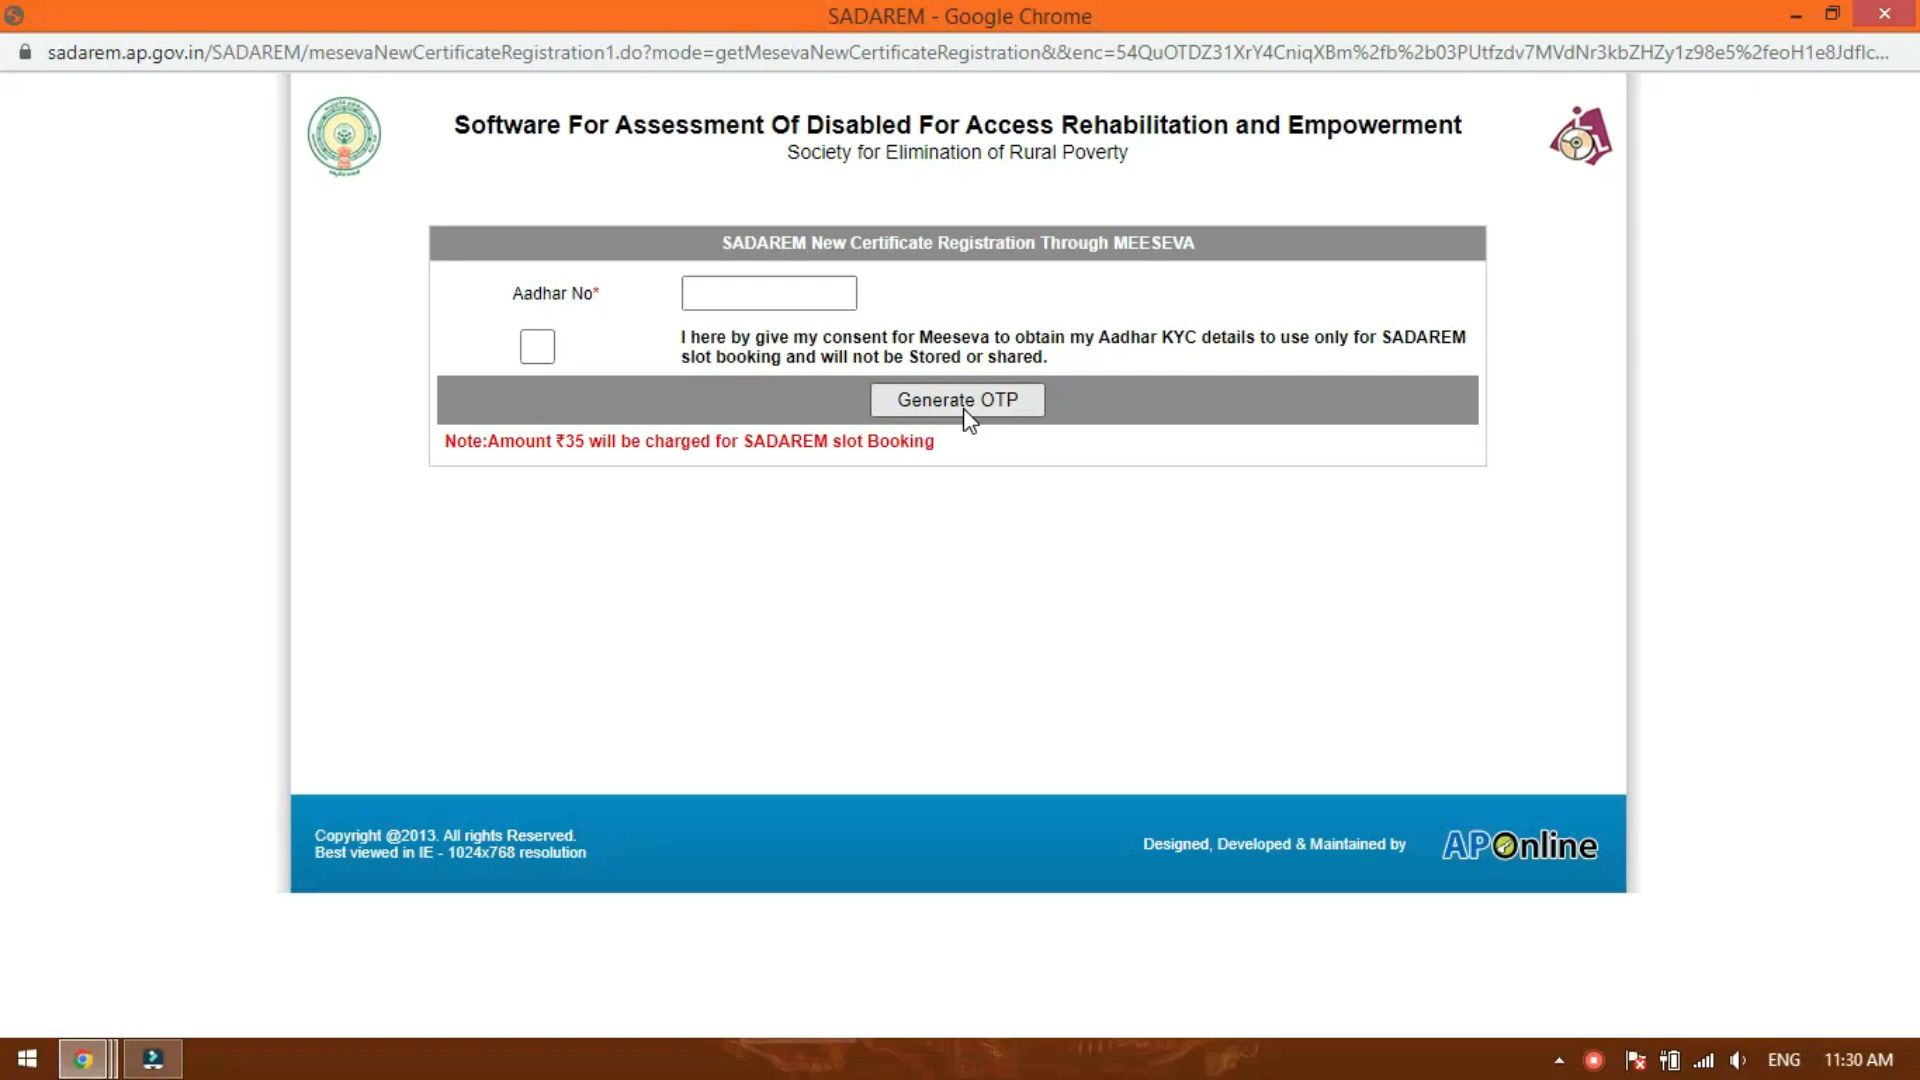 SADAREM - Google Chrome
sadarem.ap.gov.in/SADAREM/mesevaNewCertificateRegistration1.do?mode=getMesevaNewCertificateRegistration&&enc=54QuOTDZ31XrY4CniqXBm%2fb%2b03PUtfzdv7MVdNr3kbZHZy1z98e5%2feoH1e8Jdflc...
Software For Assessment Of Disabled For Access Rehabilitation and Empowerment
Society for Elimination of Rural Poverty
SADAREM New Certificate Registration Through MEESEVA
Aadhar No*
I here by give my consent for Meeseva to obtain my Aadhar KYC details to use only for SADAREM
slot booking and will not be Stored or shared.
Generate OTP
Note:Amount ₹35 will be charged for SADAREM slot Booking
Copyright @2013. All rights Reserved.
Best viewed in IE - 1024x768 resolution
Designed, Developed & Maintained by
APOnline
ENG
11:30 AM